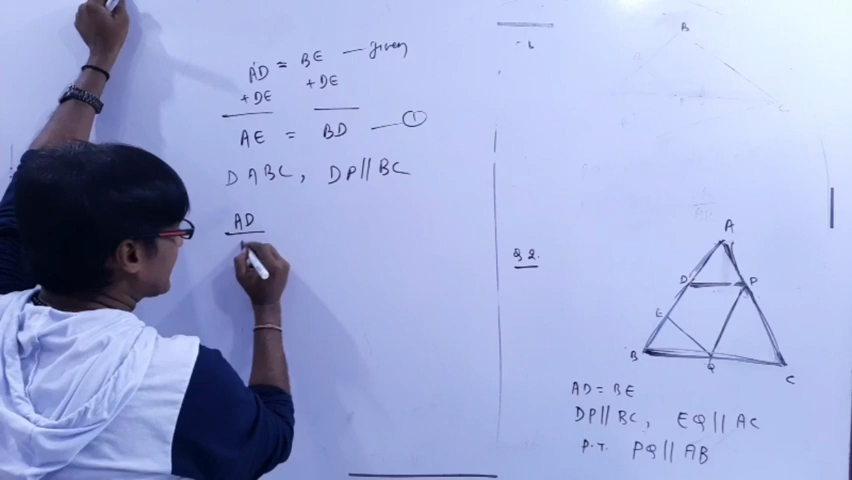 AD = BE — given
+DE +DE
AE = BD — ①
DABC, DP||BC
AD
B
C
Q 2.
A
D P
E
B Q C
AD = BE
DP||BC, EQ||AC
P.T. PQ||AB